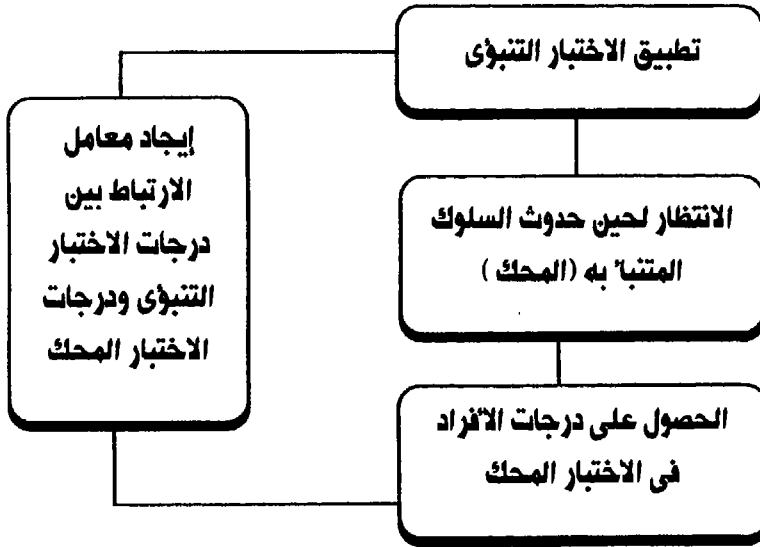 تطبيق الاختبار التنبؤى
الانتظار لحين حدوث السلوك
المتنبأ به (المحك )
الحصول على درجات الأفراد
فى الاختبار المحك
إيجاد معامل
الارتباط بين
درجات الاختبار
التنبؤى ودرجات
الاختبار المحك